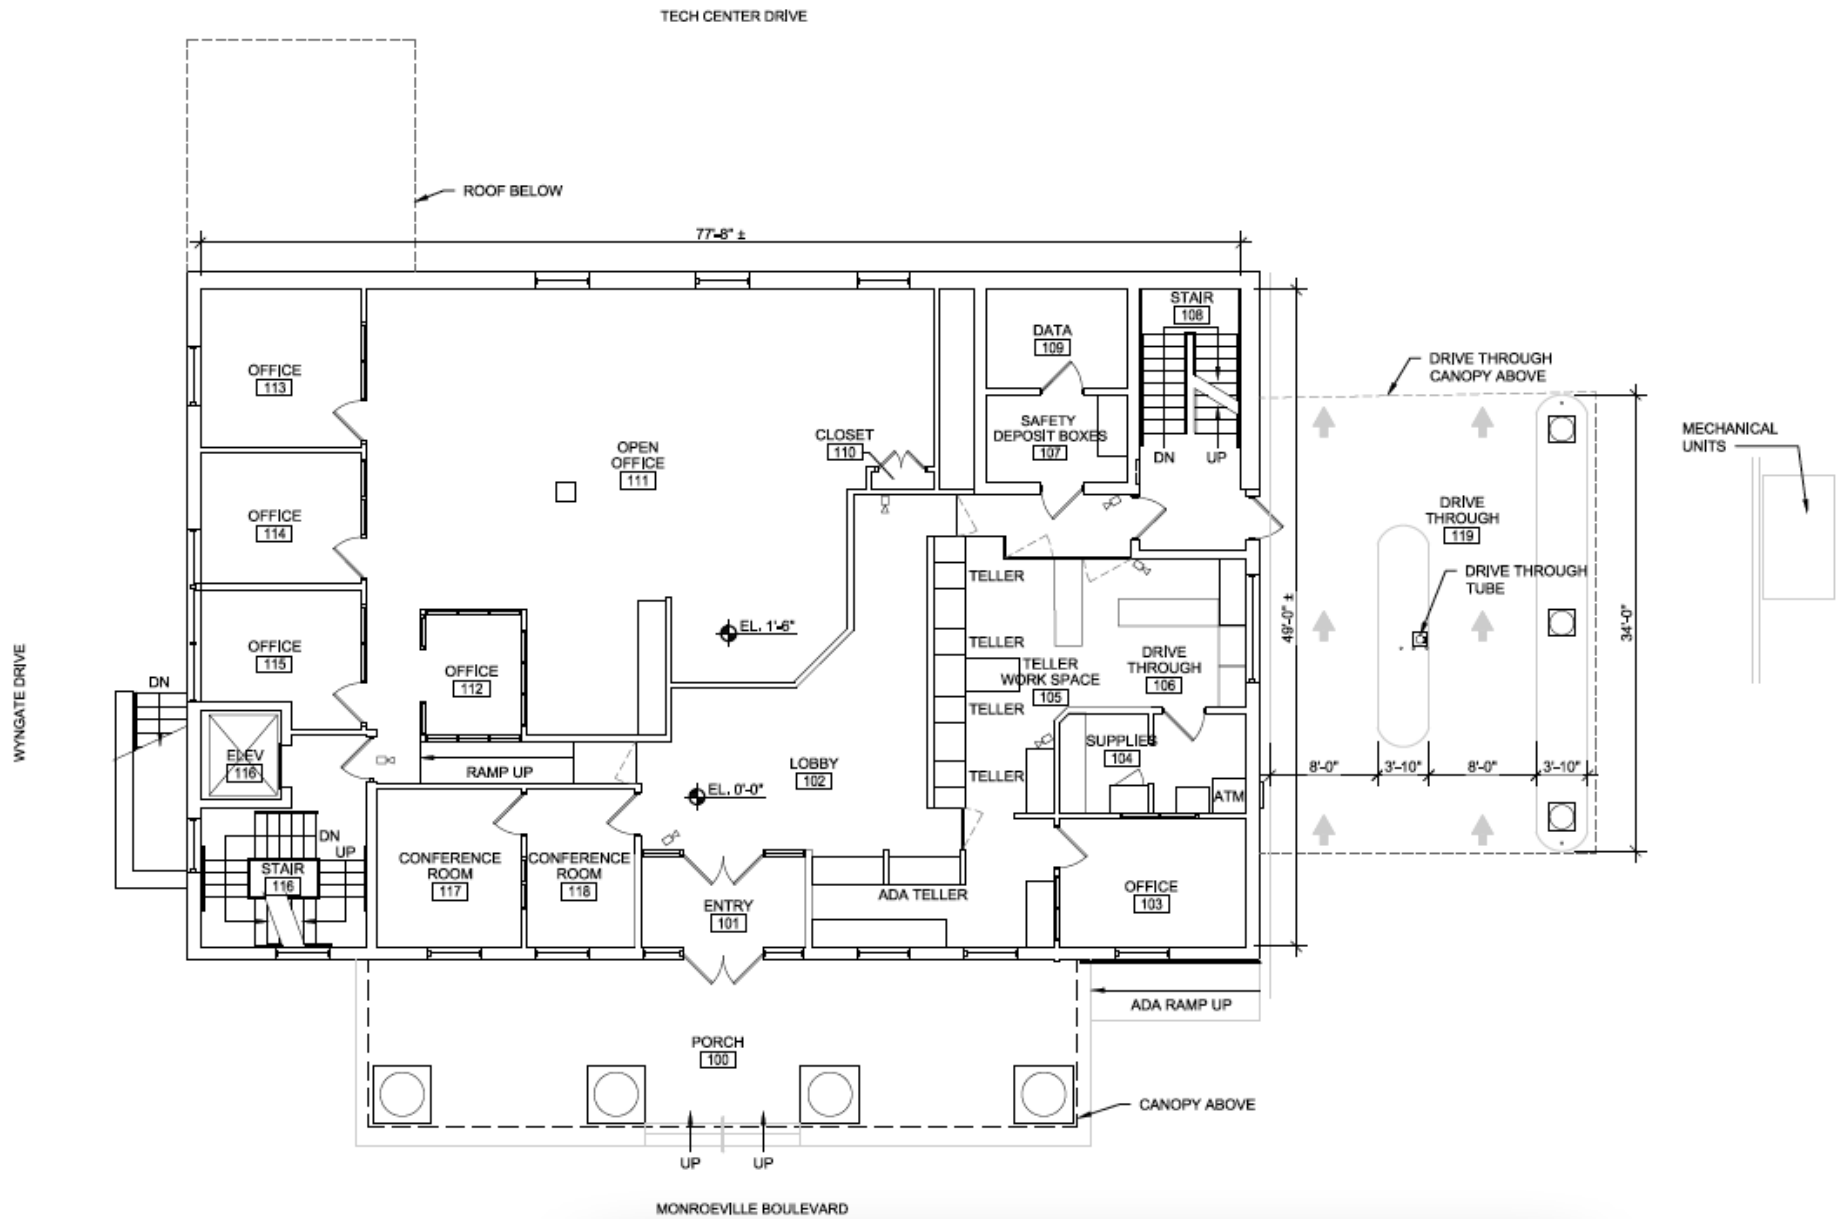 TECH CENTER DRIVE
ROOF BELOW
77'-8" ±
STAIR
108
DATA
109
OFFICE
113
DRIVE THROUGH
CANOPY ABOVE
SAFETY
DEPOSIT BOXES
107
CLOSET
110
OPEN
OFFICE
111
DN
UP
MECHANICAL
UNITS
OFFICE
114
DRIVE
THROUGH
119
TELLER
DRIVE THROUGH
TUBE
EL. 1'-6"
49'-0" ±
34'-0"
TELLER
OFFICE
115
OFFICE
112
TELLER
WORK SPACE
105
DRIVE
THROUGH
106
WYNGATE DRIVE
DN
TELLER
ELEV
116
RAMP UP
LOBBY
102
SUPPLIES
104
TELLER
8'-0"
3'-10"
8'-0"
3'-10"
EL. 0'-0"
ATM
DN
UP
STAIR
116
CONFERENCE
ROOM
117
CONFERENCE
ROOM
118
ENTRY
101
ADA TELLER
OFFICE
103
ADA RAMP UP
PORCH
100
CANOPY ABOVE
UP
UP
MONROEVILLE BOULEVARD